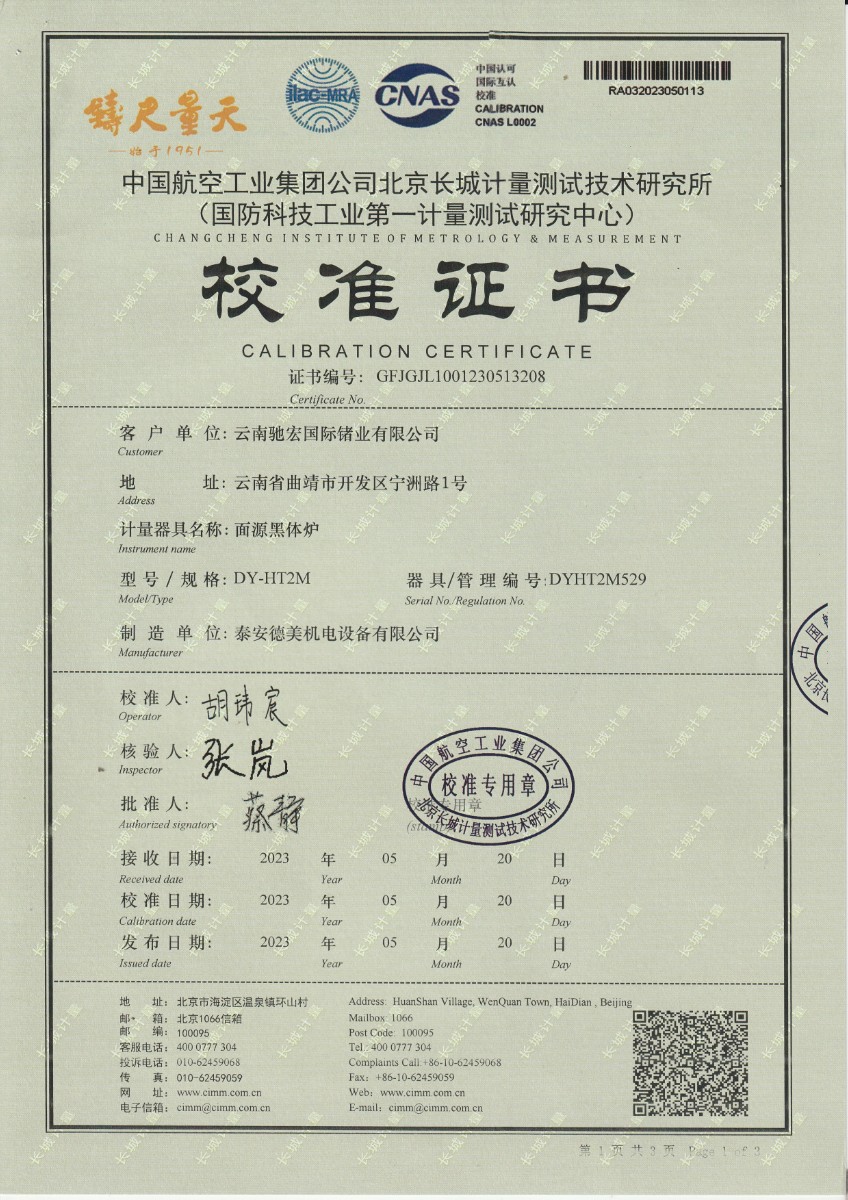 鑄尺量天
始于1951
ilac-MRA
CNAS
中国认可
国际互认
校准
CALIBRATION
CNAS L0002
RA032023050113
中国航空工业集团公司北京长城计量测试技术研究所
（国防科技工业第一计量测试研究中心）
CHANGCHENG INSTITUTE OF METROLOGY & MEASUREMENT
校准证书
CALIBRATION CERTIFICATE
证书编号： GFJGJL1001230513208
Certificate No.
客户单位: 云南驰宏国际锗业有限公司
Customer
地址: 云南省曲靖市开发区宁洲路1号
Address
计量器具名称: 面源黑体炉
Instrument name
型号/规格: DY-HT2M 器具/管理编号:DYHT2M529
Model/Type Serial No./Regulation No.
制造单位: 泰安德美机电设备有限公司
Manufacturer
校准人: 胡玮宸
Operator
核验人: 张岚
Inspector
批准人: 蔡静
Authorized signatory
中国航空工业集团公司
校准专用章
北京长城计量测试技术研究所
接收日期: 2023 年 05 月 20 日
Received date Year Month Day
校准日期: 2023 年 05 月 20 日
Calibration date Year Month Day
发布日期: 2023 年 05 月 20 日
Issued date Year Month Day
地址：北京市海淀区温泉镇环山村 Address: HuanShan Village, WenQuan Town, HaiDian , Beijing
邮箱：北京1066信箱 Mailbox 1066
邮编：100095 Post Code: 100095
客服电话：400 0777 304 Tel.: 400 0777 304
投诉电话：010-62459068 Complaints Call:+86-10-62459068
传真：010-62459059 Fax: +86-10-62459059
网址：www.cimm.com.cn Web: www.cimm.com.cn
电子信箱：cimm@cimm.com.cn E-mail: cimm@cimm.com.cn
第 1 页 共 3 页 Page 1 of 3